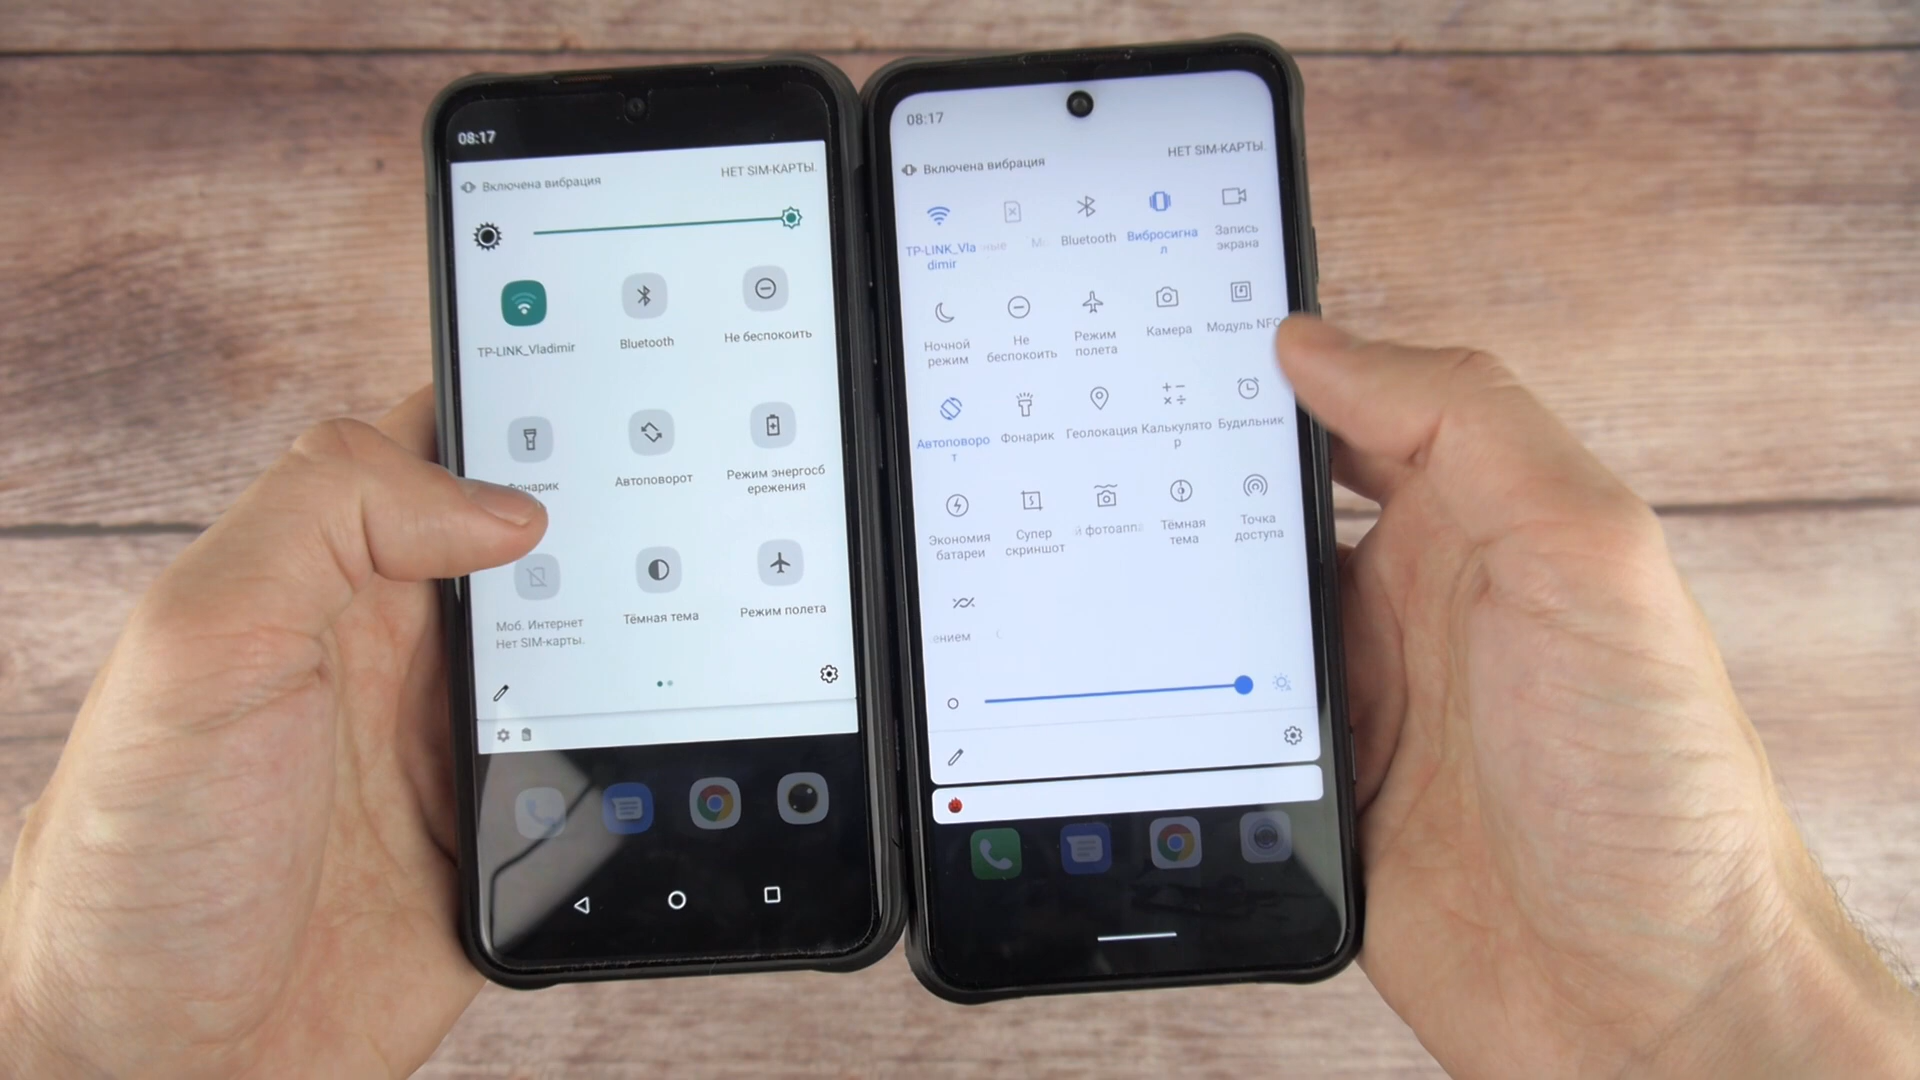 08:17
Включена вибрация
НЕТ SIM-КАРТЫ.
TP-LINK_Vladimir
Bluetooth
Не беспокоить
Автоповорот
Режим энергосб
ережения
Моб. Интернет
Нет SIM-карты.
Тёмная тема
Режим полета
08:17
Включена вибрация
НЕТ SIM-КАРТЫ.
TP-LINK_Vla
dimir
Bluetooth
Вибросигна
л
Запись
экрана
Ночной
режим
Не
беспокоить
Режим
полета
Камера
Модуль NFC
Автоповоро
т
Фонарик
Геолокация
Калькулято
р
Будильник
Экономия
батареи
Супер
скриншот
й фотоапп
Тёмная
тема
Точка
доступа
ением